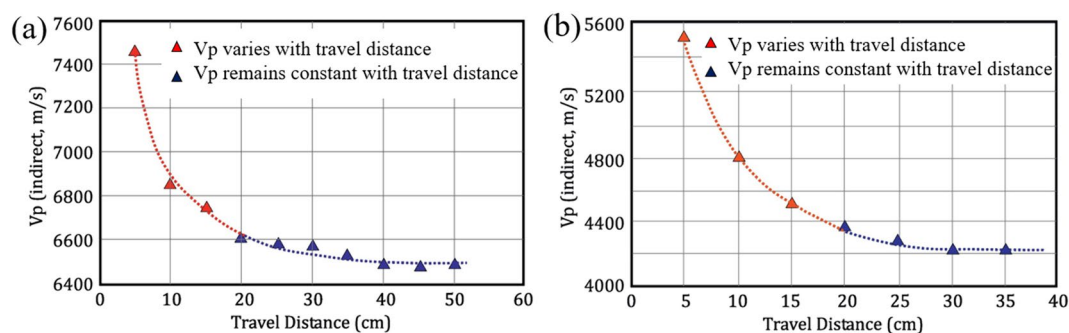 (a)
Vp (indirect, m/s)
7600
7400
7200
7000
6800
6600
6400
Vp varies with travel distance
Vp remains constant with travel distance
0 10 20 30 40 50 60
Travel Distance (cm)
(b)
Vp (indirect, m/s)
5600
5200
4800
4400
4000
Vp varies with travel distance
Vp remains constant with travel distance
0 5 10 15 20 25 30 35 40
Travel Distance (cm)